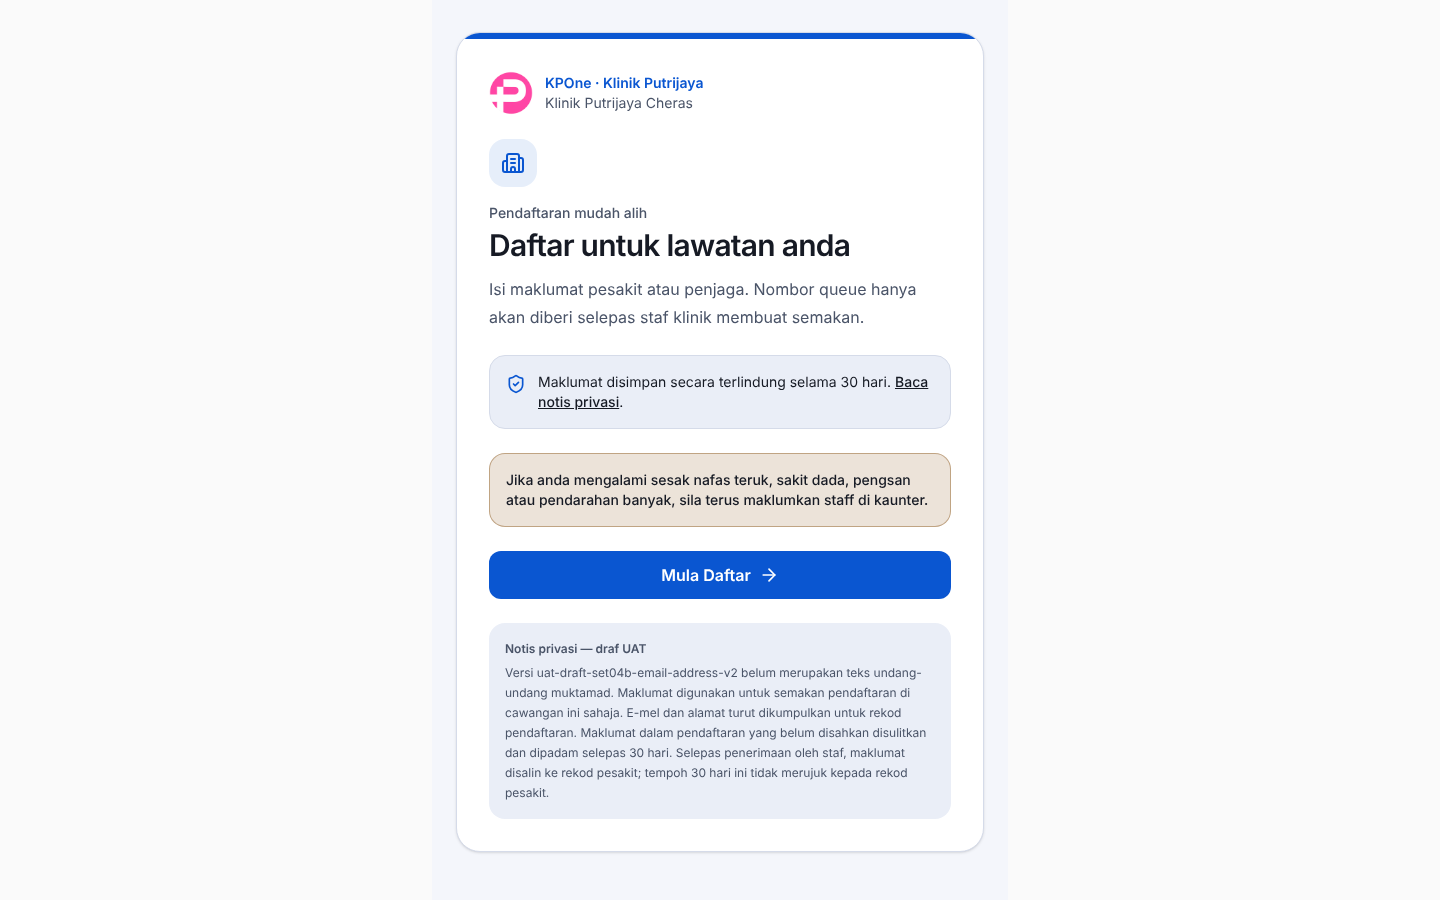 KPOne · Klinik Putrijaya
Klinik Putrijaya Cheras
Pendaftaran mudah alih
Daftar untuk lawatan anda
Isi maklumat pesakit atau penjaga. Nombor queue hanya
akan diberi selepas staf klinik membuat semakan.
Maklumat disimpan secara terlindung selama 30 hari. Baca
notis privasi.
Jika anda mengalami sesak nafas teruk, sakit dada, pengsan
atau pendarahan banyak, sila terus maklumkan staff di kaunter.
Mula Daftar →
Notis privasi — draf UAT
Versi uat-draft-set04b-email-address-v2 belum merupakan teks undang-
undang muktamad. Maklumat digunakan untuk semakan pendaftaran di
cawangan ini sahaja. E-mel dan alamat turut dikumpulkan untuk rekod
pendaftaran. Maklumat dalam pendaftaran yang belum disahkan disulitkan
dan dipadam selepas 30 hari. Selepas penerimaan oleh staf, maklumat
disalin ke rekod pesakit; tempoh 30 hari ini tidak merujuk kepada rekod
pesakit.